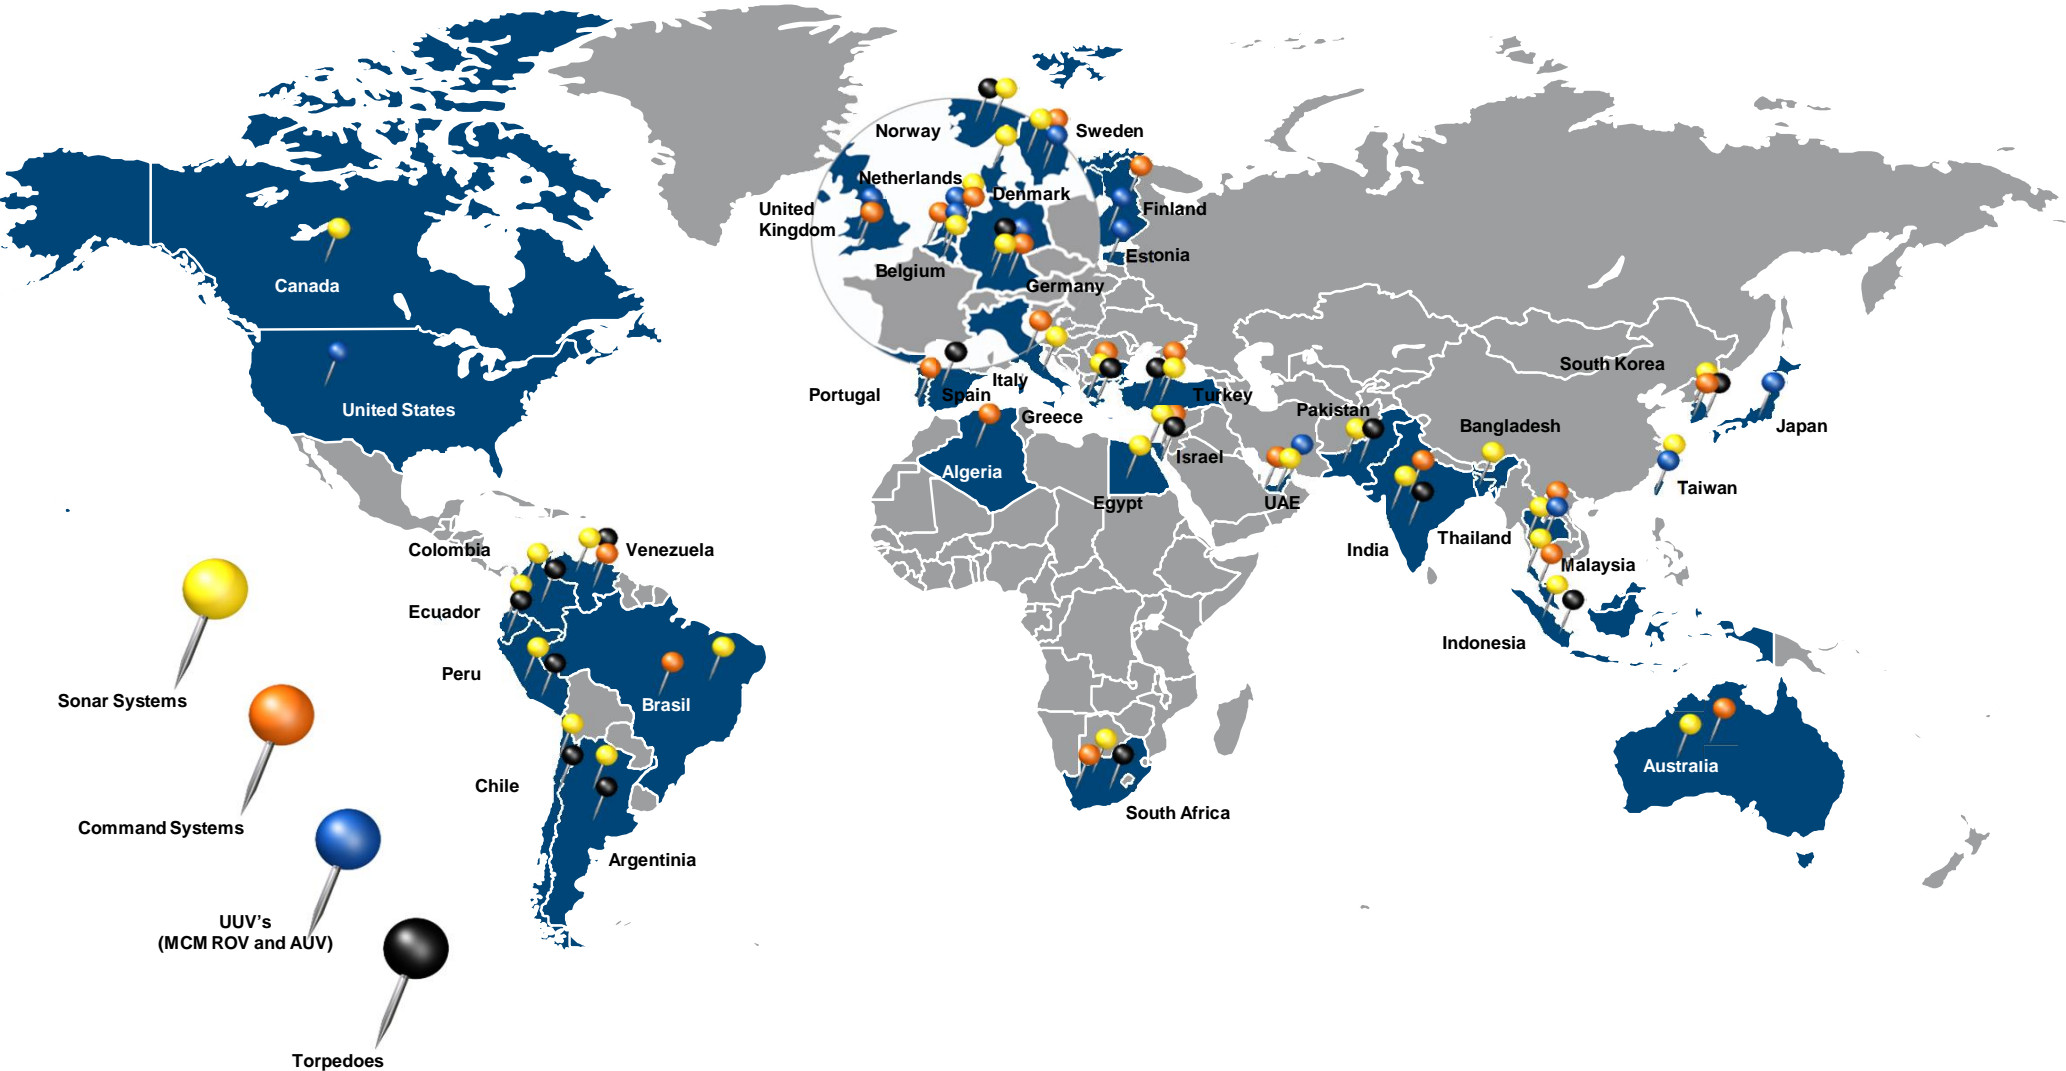 Norway
Sweden
Netherlands
Denmark
United
Kingdom
Finland
Estonia
Belgium
Germany
Canada
United States
Portugal
Spain
Italy
Greece
Turkey
Algeria
Egypt
Israel
UAE
Pakistan
Bangladesh
South Korea
Japan
Taiwan
India
Thailand
Malaysia
Indonesia
Australia
South Africa
Colombia
Venezuela
Ecuador
Peru
Brasil
Chile
Argentinia
Sonar Systems
Command Systems
UUV's
(MCM ROV and AUV)
Torpedoes